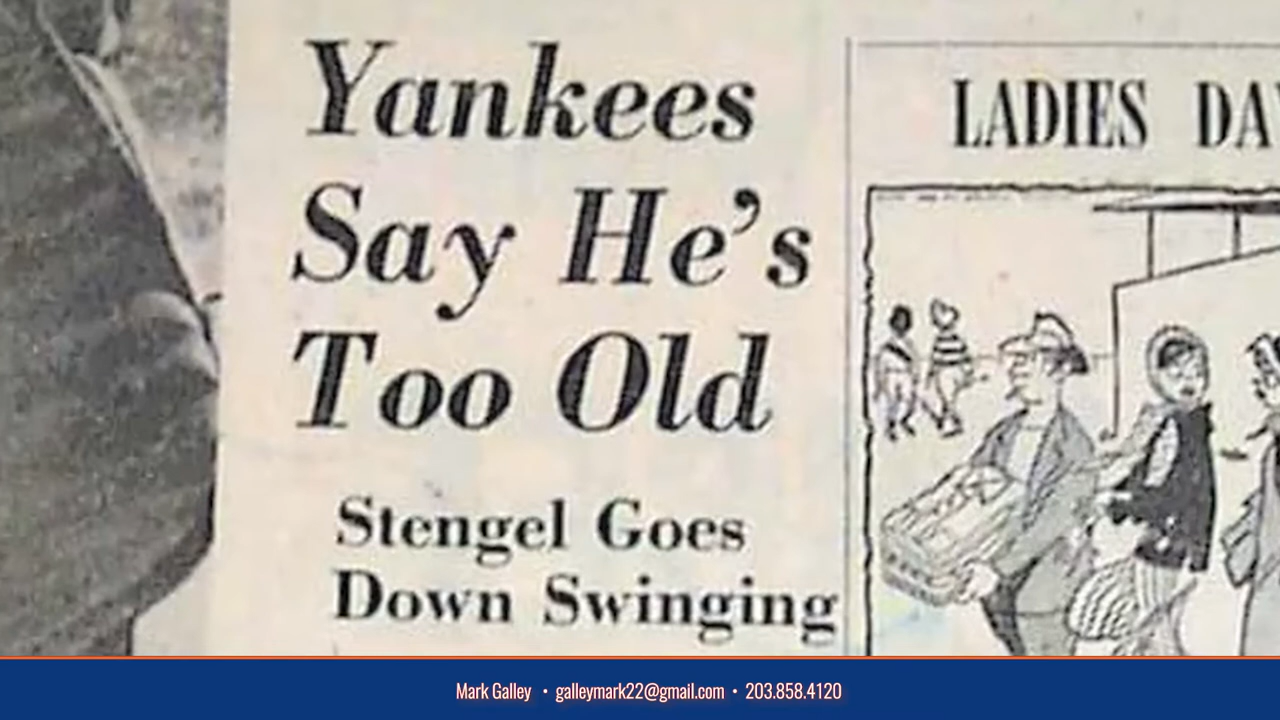 Yankees
Say He's
Too Old
Stengel Goes
Down Swinging
LADIES DA
Mark Galley • galleymark22@gmail.com • 203.858.4120